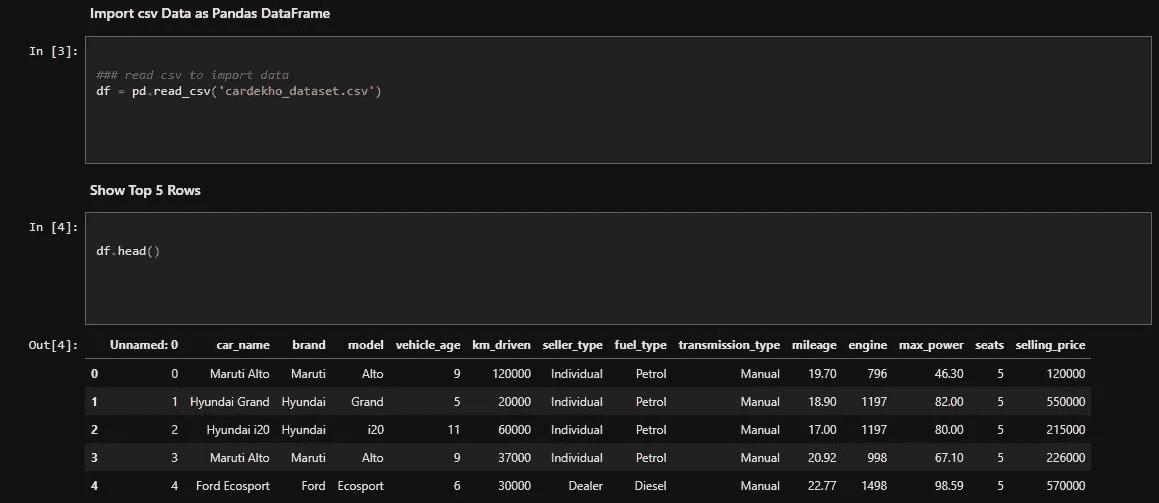 Import csv Data as Pandas DataFrame
In [3]:
### read csv to import data
df = pd.read_csv('cardekho_dataset.csv')
Show Top 5 Rows
In [4]:
df.head()
Out[4]:
Unnamed: 0 car_name brand model vehicle_age km_driven seller_type fuel_type transmission_type mileage engine max_power seats selling_price
0 0 Maruti Alto Maruti Alto 9 120000 Individual Petrol Manual 19.70 796 46.30 5 120000
1 1 Hyundai Grand Hyundai Grand 5 20000 Individual Petrol Manual 18.90 1197 82.00 5 550000
2 2 Hyundai i20 Hyundai i20 11 60000 Individual Petrol Manual 17.00 1197 80.00 5 215000
3 3 Maruti Alto Maruti Alto 9 37000 Individual Petrol Manual 20.92 998 67.10 5 226000
4 4 Ford Ecosport Ford Ecosport 6 30000 Dealer Diesel Manual 22.77 1498 98.59 5 570000